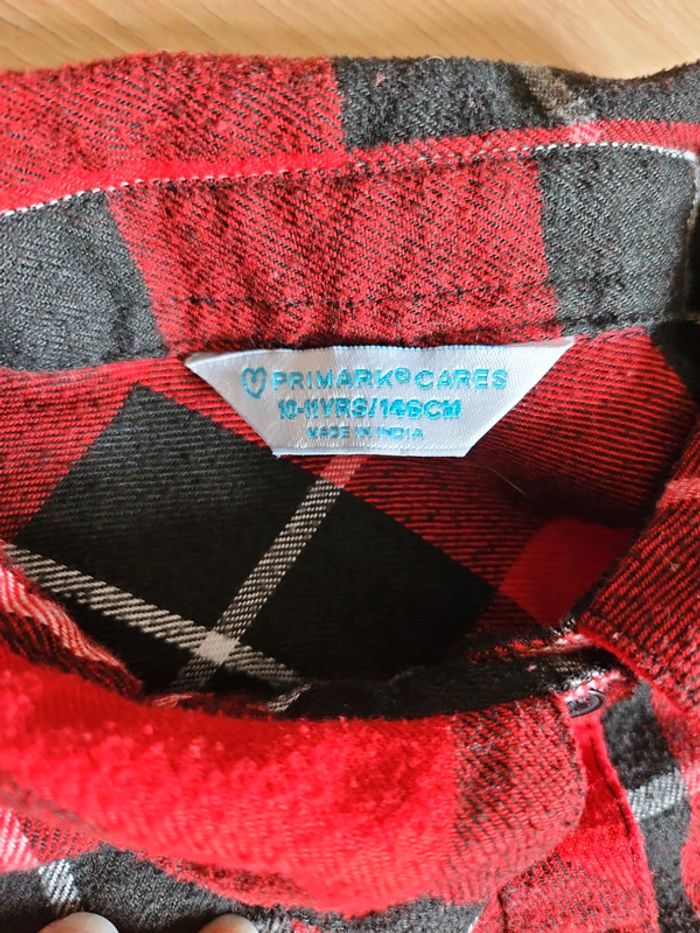 PRIMARK® CARES
10-11YRS/146CM
MADE IN INDIA